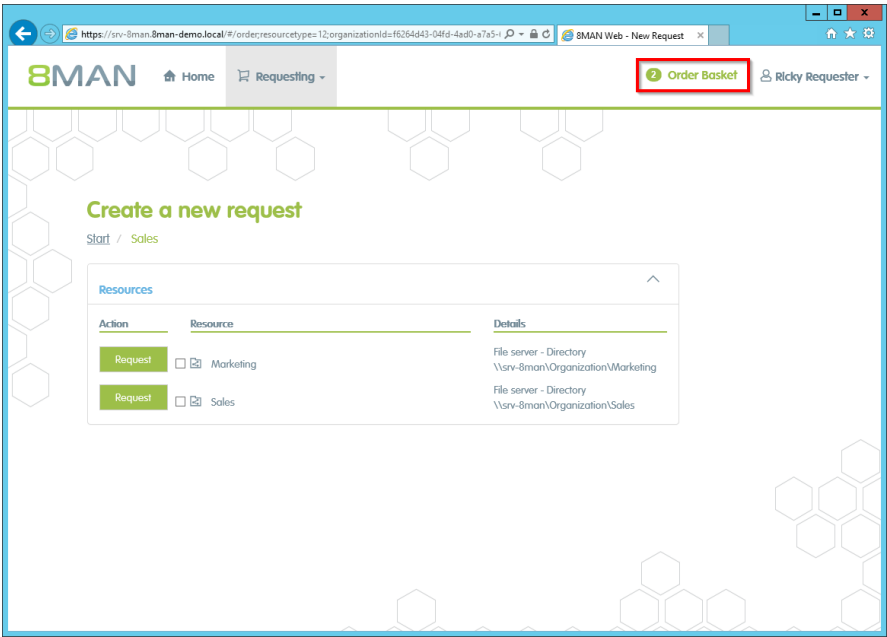 https://srv-8man.8man-demo.local/#/order;resourcetype=12;organizationId=f6264d43-04fd-4ad0-a7a5-
8MAN Web - New Request
8MAN
Home
Requesting
2 Order Basket
Ricky Requester
Create a new request
Start / Sales
Resources
Action Resource Details
Request Marketing File server - Directory
\\srv-8man\Organization\Marketing
Request Sales File server - Directory
\\srv-8man\Organization\Sales